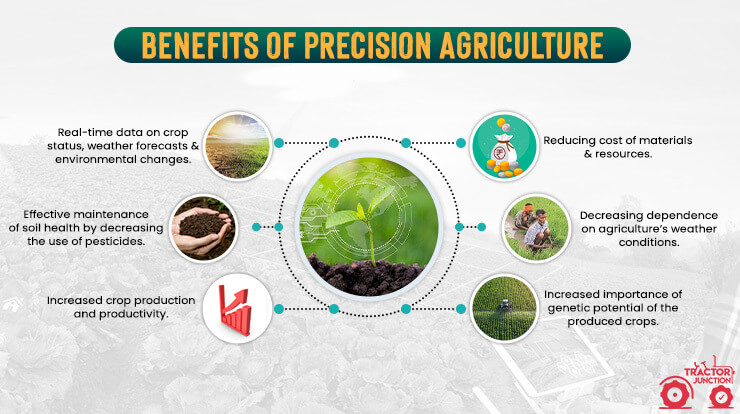 BENEFITS OF PRECISION AGRICULTURE
Real-time data on crop
status, weather forecasts &
environmental changes.
Effective maintenance
of soil health by decreasing
the use of pesticides.
Increased crop production
and productivity.
Reducing cost of materials
& resources.
Decreasing dependence
on agriculture's weather
conditions.
Increased importance of
genetic potential of the
produced crops.
TRACTOR
JUNCTION